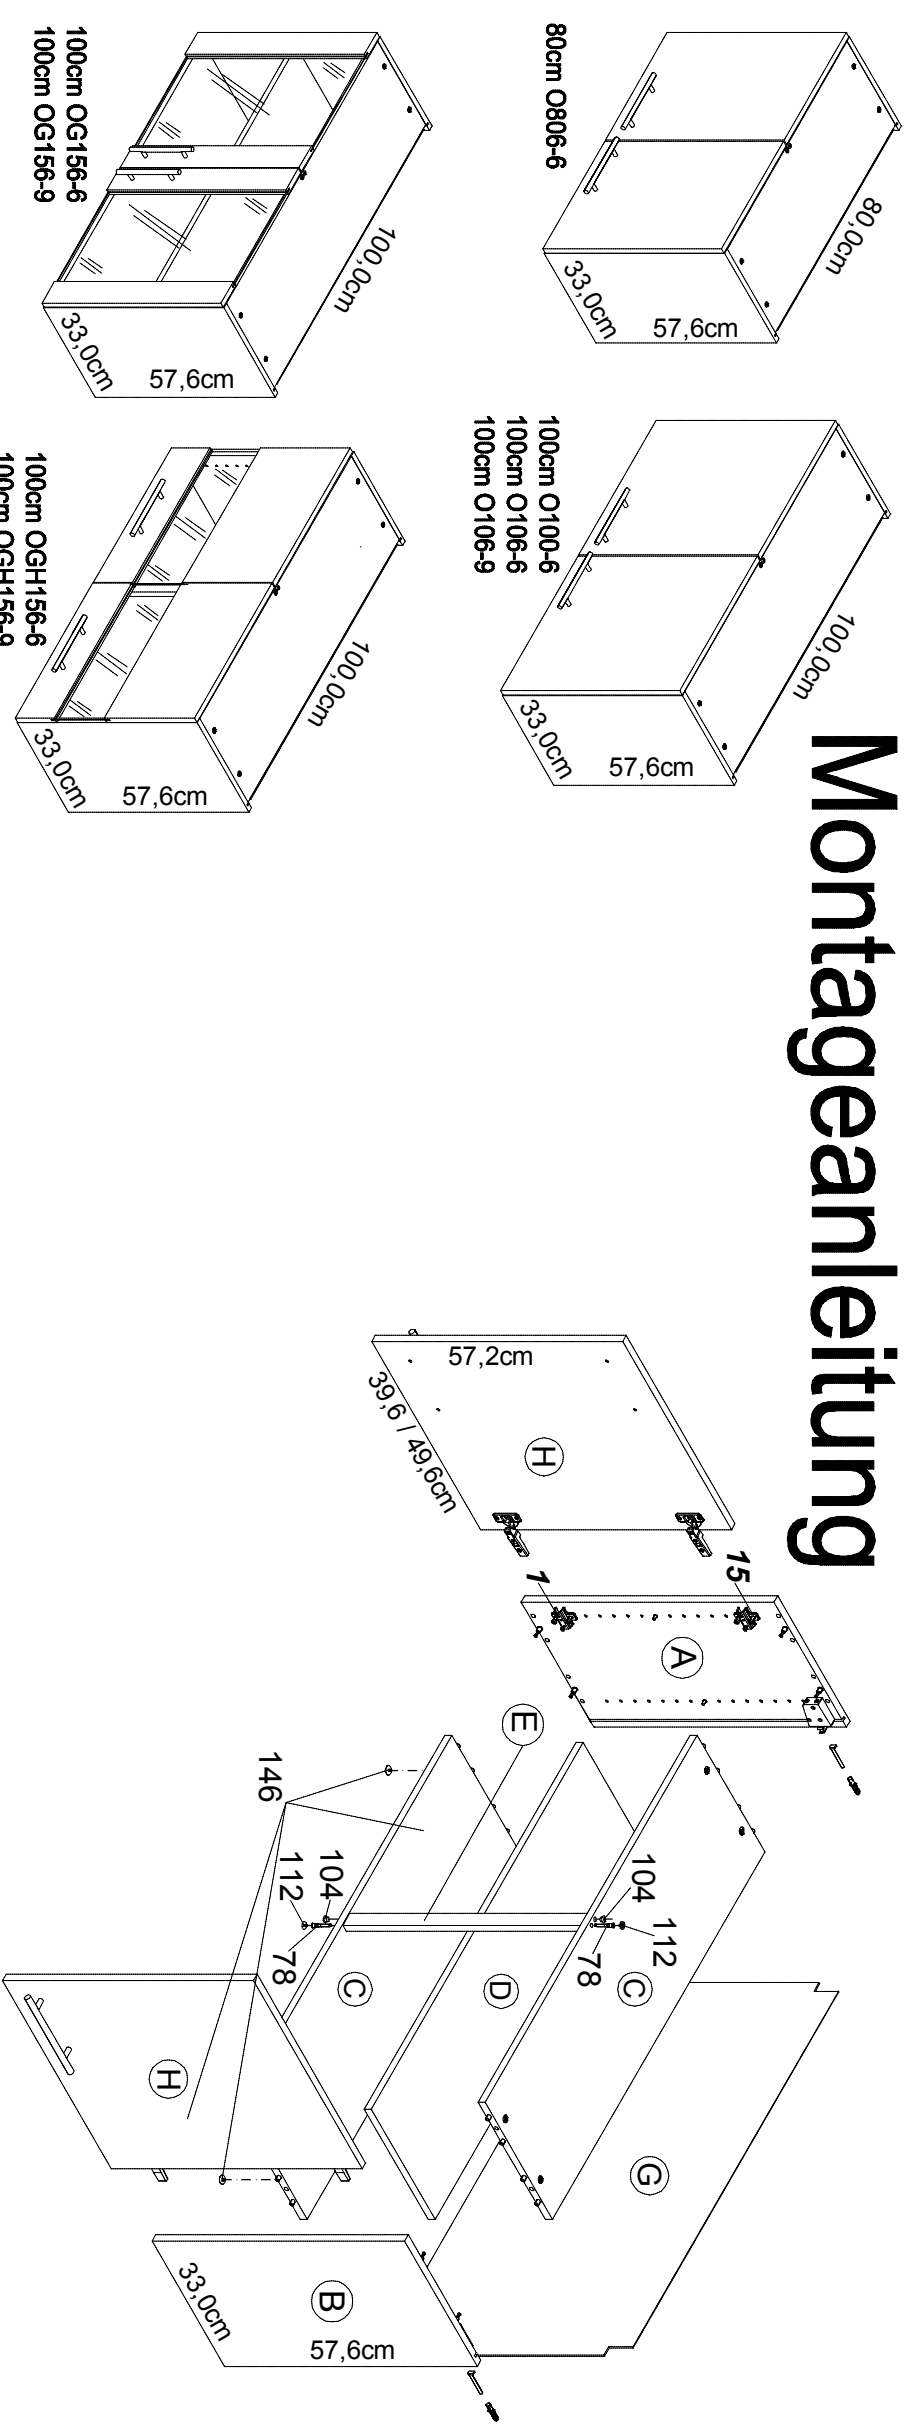 Montageanleitung
80cm O806-6
80,0cm
33,0cm
57,6cm
100cm O100-6
100cm O106-6
100cm O106-9
100,0cm
33,0cm
57,6cm
100cm OG156-6
100cm OG156-9
100,0cm
33,0cm
57,6cm
100cm OGH156-6
100cm OGH156-9
100,0cm
33,0cm
57,6cm
57,2cm
39,6 / 49,6cm
H
15
1
A
E
146
104
112
78
104
112
78
C
D
C
G
H
B
33,0cm
57,6cm